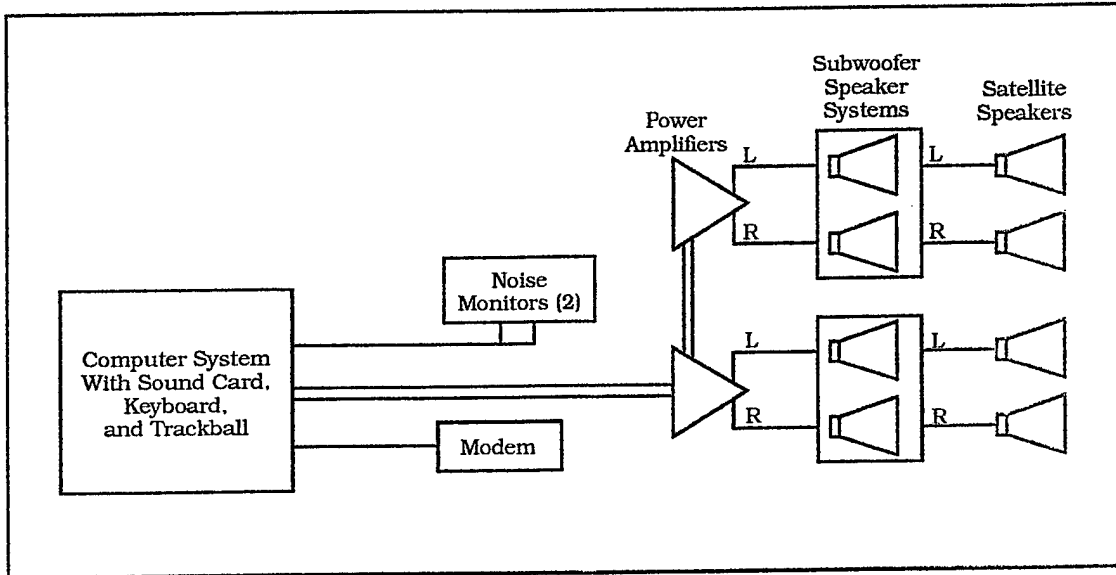 Subwoofer
Speaker
Systems
Satellite
Speakers
Power
Amplifiers
L
L
R
R
Noise
Monitors (2)
Computer System
With Sound Card,
Keyboard,
and Trackball
L
L
R
R
Modem